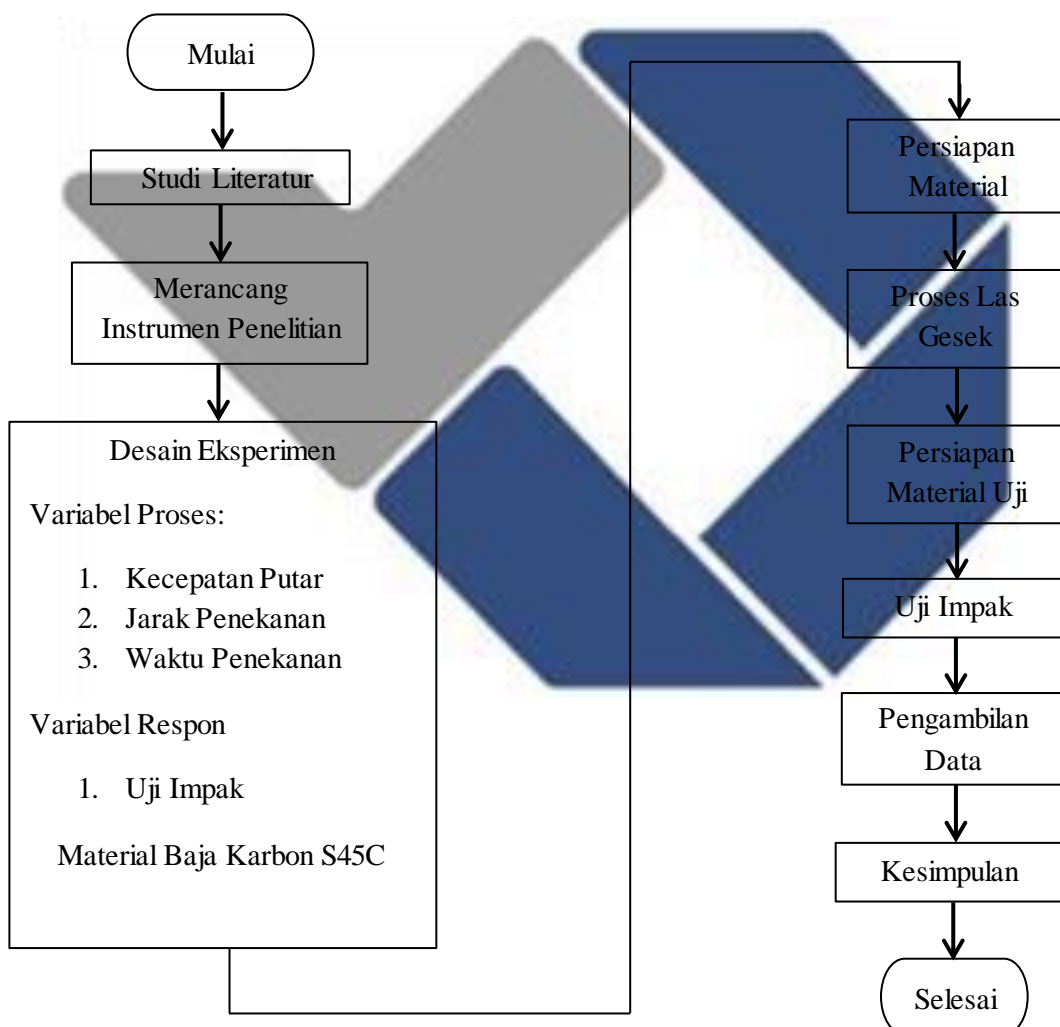 Mulai
Studi Literatur
Merancang
Instrumen Penelitian
Desain Eksperimen
Variabel Proses:
1. Kecepatan Putar
2. Jarak Penekanan
3. Waktu Penekanan
Variabel Respon
1. Uji Impak
Material Baja Karbon S45C
Persiapan
Material
Proses Las
Gesek
Persiapan
Material Uji
Uji Impak
Pengambilan
Data
Kesimpulan
Selesai